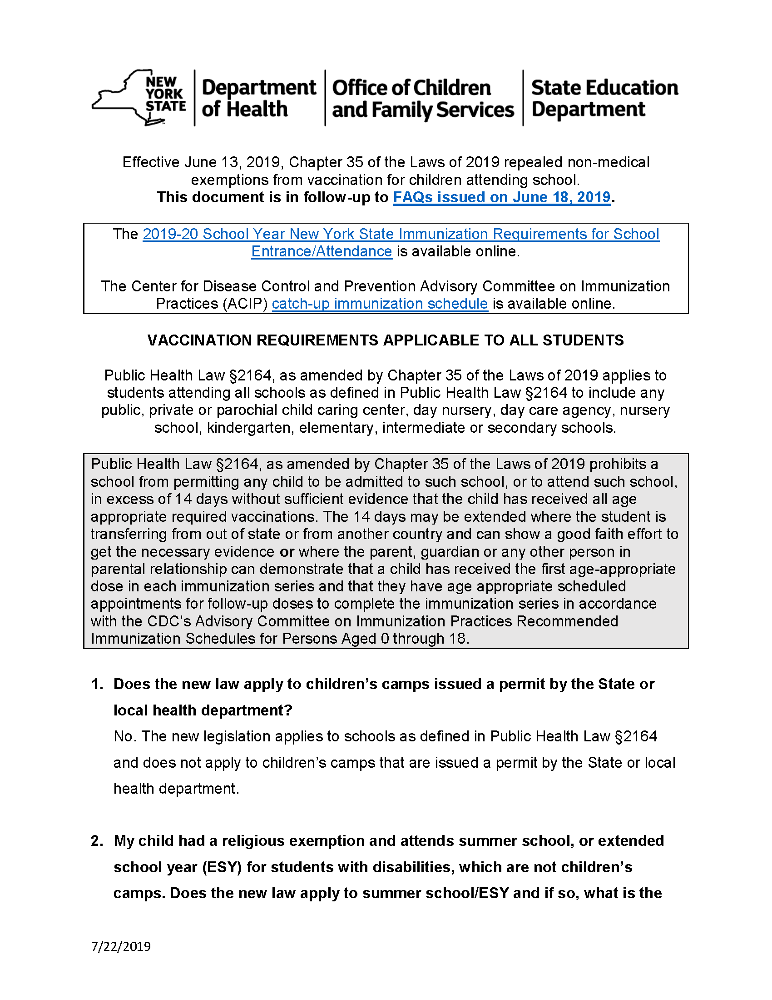 NEW
YORK
STATE
Department
of Health
Office of Children
and Family Services
State Education
Department
Effective June 13, 2019, Chapter 35 of the Laws of 2019 repealed non-medical
exemptions from vaccination for children attending school.
This document is in follow-up to FAQs issued on June 18, 2019.
The 2019-20 School Year New York State Immunization Requirements for School
Entrance/Attendance is available online.
The Center for Disease Control and Prevention Advisory Committee on Immunization
Practices (ACIP) catch-up immunization schedule is available online.
VACCINATION REQUIREMENTS APPLICABLE TO ALL STUDENTS
Public Health Law §2164, as amended by Chapter 35 of the Laws of 2019 applies to
students attending all schools as defined in Public Health Law §2164 to include any
public, private or parochial child caring center, day nursery, day care agency, nursery
school, kindergarten, elementary, intermediate or secondary schools.
Public Health Law §2164, as amended by Chapter 35 of the Laws of 2019 prohibits a
school from permitting any child to be admitted to such school, or to attend such school,
in excess of 14 days without sufficient evidence that the child has received all age
appropriate required vaccinations. The 14 days may be extended where the student is
transferring from out of state or from another country and can show a good faith effort to
get the necessary evidence or where the parent, guardian or any other person in
parental relationship can demonstrate that a child has received the first age-appropriate
dose in each immunization series and that they have age appropriate scheduled
appointments for follow-up doses to complete the immunization series in accordance
with the CDC’s Advisory Committee on Immunization Practices Recommended
Immunization Schedules for Persons Aged 0 through 18.
1. Does the new law apply to children’s camps issued a permit by the State or
local health department?
No. The new legislation applies to schools as defined in Public Health Law §2164
and does not apply to children’s camps that are issued a permit by the State or local
health department.
2. My child had a religious exemption and attends summer school, or extended
school year (ESY) for students with disabilities, which are not children’s
camps. Does the new law apply to summer school/ESY and if so, what is the
7/22/2019